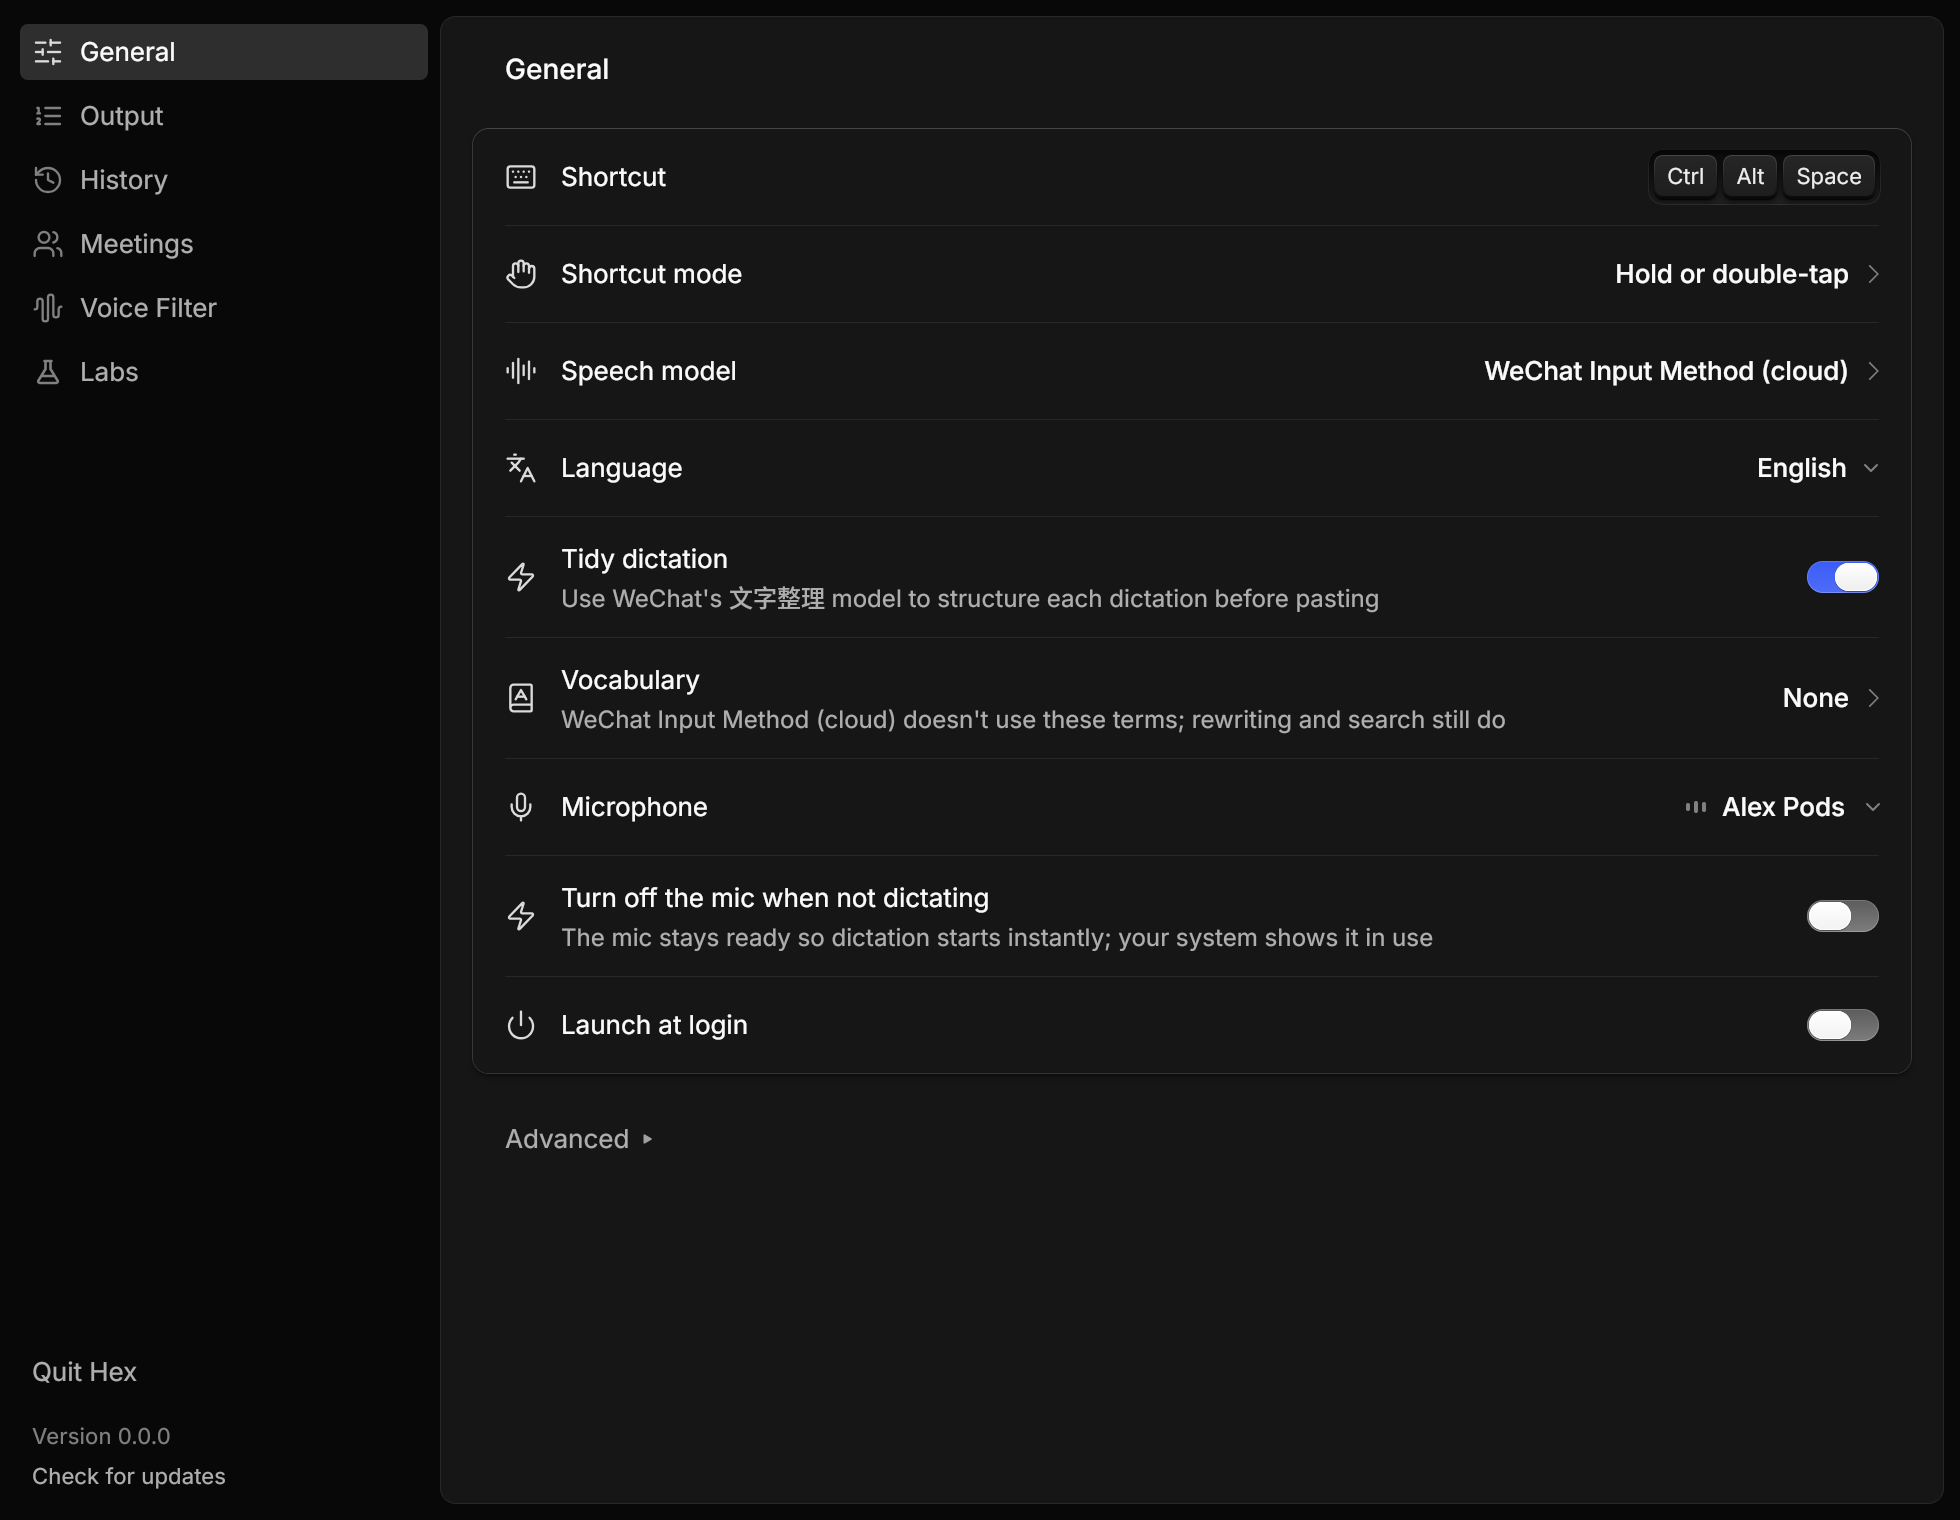 General
Output
History
Meetings
Voice Filter
Labs
Quit Hex
Version 0.0.0
Check for updates
General
Shortcut
Ctrl Alt Space
Shortcut mode
Hold or double-tap
Speech model
WeChat Input Method (cloud)
Language
English
Tidy dictation
Use WeChat's 文字整理 model to structure each dictation before pasting
Vocabulary
WeChat Input Method (cloud) doesn't use these terms; rewriting and search still do
None
Microphone
Alex Pods
Turn off the mic when not dictating
The mic stays ready so dictation starts instantly; your system shows it in use
Launch at login
Advanced